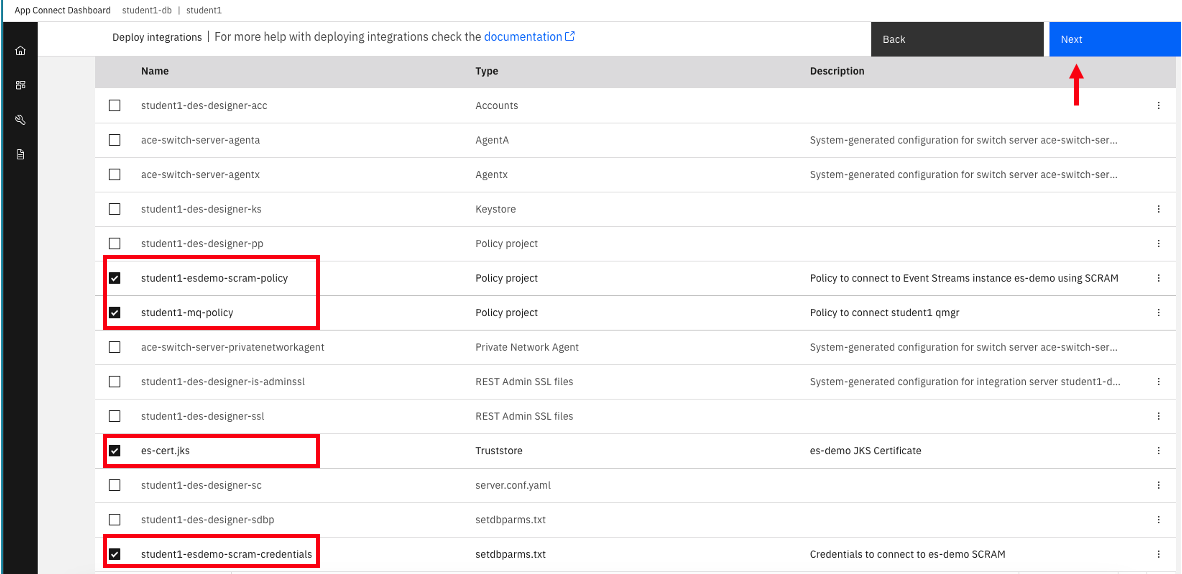 App Connect Dashboard student1-db | student1
Deploy integrations | For more help with deploying integrations check the documentation
Back
Next
Name Type Description
student1-des-designer-acc Accounts
ace-switch-server-agenta AgentA System-generated configuration for switch server ace-switch-ser...
ace-switch-server-agentx Agentx System-generated configuration for switch server ace-switch-ser...
student1-des-designer-ks Keystore
student1-des-designer-pp Policy project
student1-esdemo-scram-policy Policy project Policy to connect to Event Streams instance es-demo using SCRAM
student1-mq-policy Policy project Policy to connect student1 qmgr
ace-switch-server-privatenetworkagent Private Network Agent System-generated configuration for switch server ace-switch-ser...
student1-des-designer-is-adminssl REST Admin SSL files System-generated configuration for integration server student1-d...
student1-des-designer-ssl REST Admin SSL files
es-cert.jks Truststore es-demo JKS Certificate
student1-des-designer-sc server.conf.yaml
student1-des-designer-sdbp setdbparms.txt
student1-esdemo-scram-credentials setdbparms.txt Credentials to connect to es-demo SCRAM